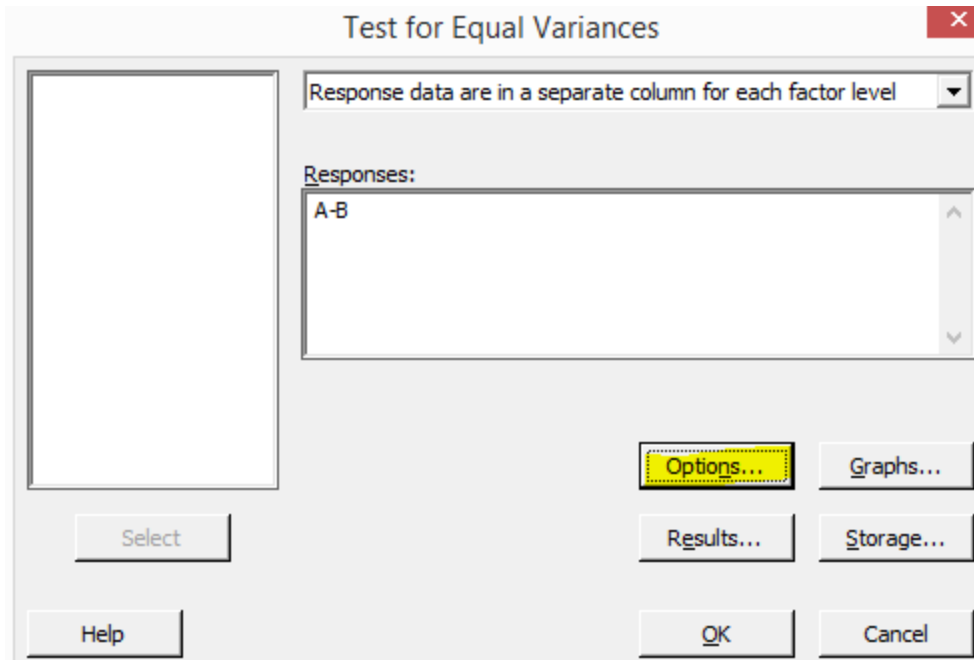 Test for Equal Variances
Response data are in a separate column for each factor level
Responses:
A-B
Options... Graphs...
Select Results... Storage...
Help OK Cancel